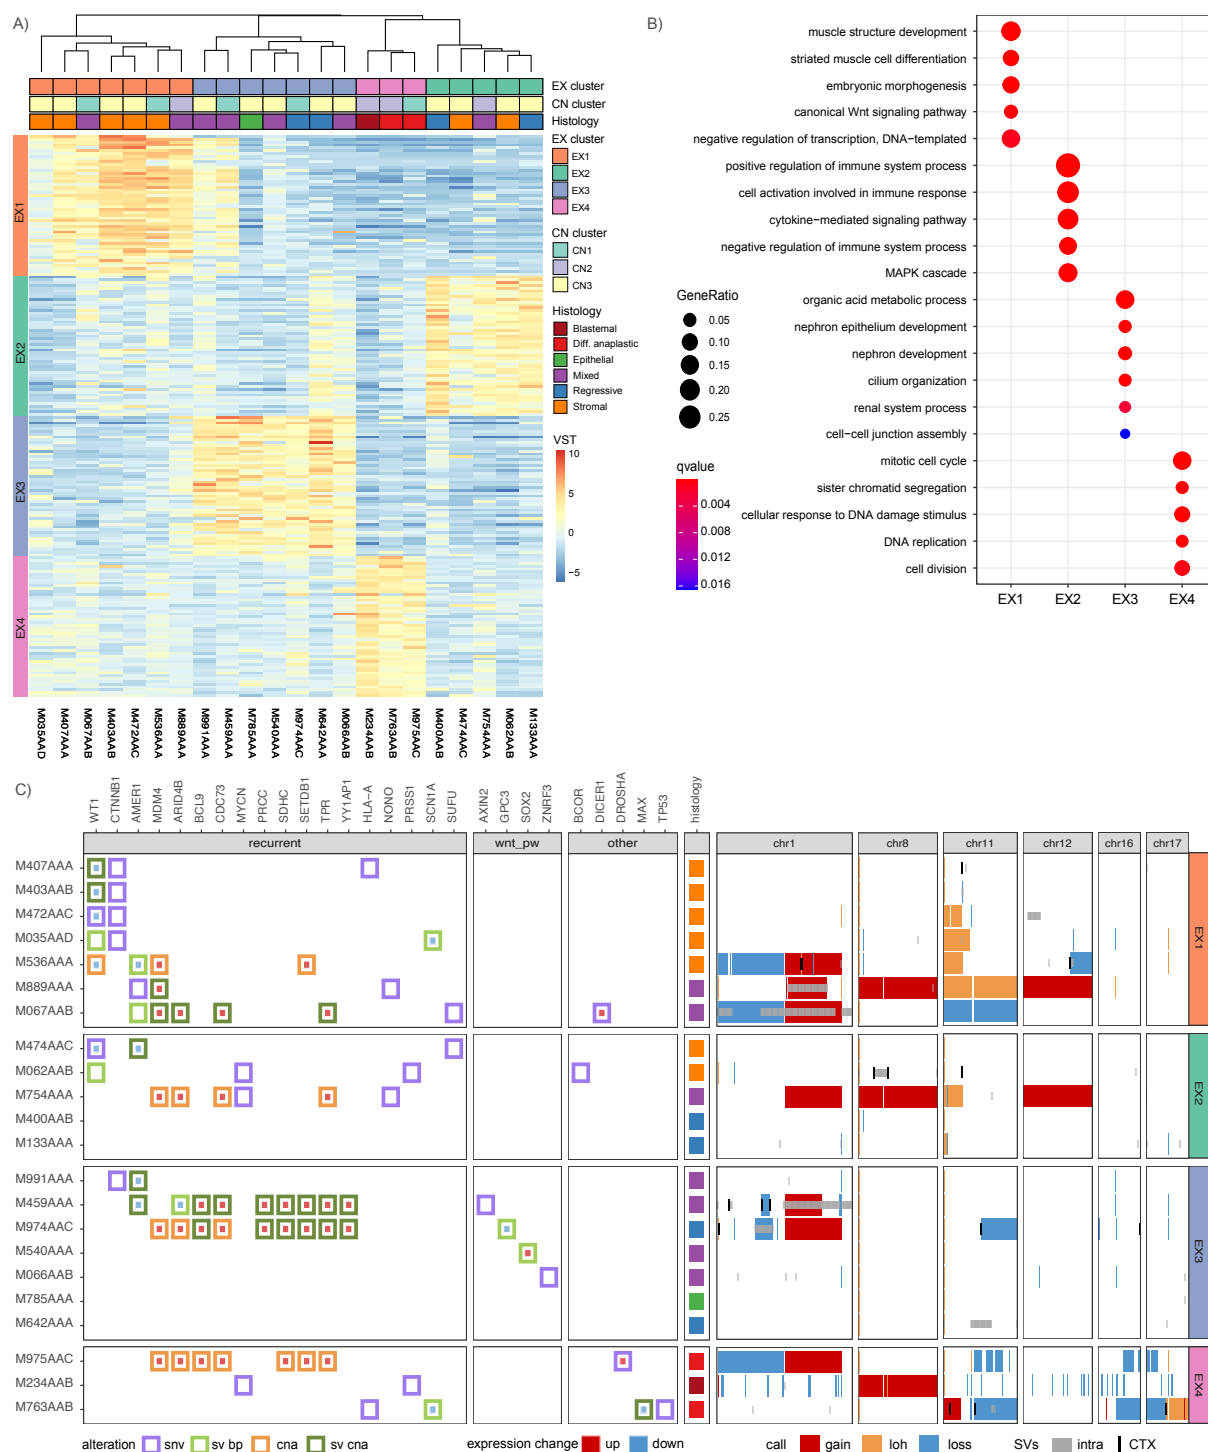 A)
EX cluster
CN cluster
Histology
EX cluster
EX1
EX2
EX3
EX4
CN cluster
CN1
CN2
CN3
Histology
Blastemal
Diff. anaplastic
Epithelial
Mixed
Regressive
Stromal
VST
10
5
0
−5
EX1
EX2
EX3
EX4
M035AAD
M407AAA
M067AAB
M403AAB
M472AAC
M536AAA
M889AAA
M991AAA
M459AAA
M785AAA
M540AAA
M974AAC
M642AAA
M066AAB
M234AAB
M763AAB
M975AAC
M400AAB
M474AAC
M754AAA
M062AAB
M133AAA
B)
muscle structure development
striated muscle cell differentiation
embryonic morphogenesis
canonical Wnt signaling pathway
negative regulation of transcription, DNA−templated
positive regulation of immune system process
cell activation involved in immune response
cytokine−mediated signaling pathway
negative regulation of immune system process
MAPK cascade
organic acid metabolic process
nephron epithelium development
nephron development
cilium organization
renal system process
cell−cell junction assembly
mitotic cell cycle
sister chromatid segregation
cellular response to DNA damage stimulus
DNA replication
cell division
EX1 EX2 EX3 EX4
GeneRatio
0.05
0.10
0.15
0.20
0.25
qvalue
0.004
0.008
0.012
0.016
C)
WT1
CTNNB1
AMER1
MDM4
ARID4B
BCL9
CDC73
MYCN
PRCC
SDHC
SETDB1
TPR
YY1AP1
HLA−A
NONO
PRSS1
SCN1A
SUFU
AXIN2
GPC3
SOX2
ZNRF3
BCOR
DICER1
DROSHA
MAX
TP53
histology
recurrent wnt_pw other chr1 chr8 chr11 chr12 chr16 chr17
M407AAA
M403AAB
M472AAC
M035AAD
M536AAA
M889AAA
M067AAB
EX1
M474AAC
M062AAB
M754AAA
M400AAB
M133AAA
EX2
M991AAA
M459AAA
M974AAC
M540AAA
M066AAB
M785AAA
M642AAA
EX3
M975AAC
M234AAB
M763AAB
EX4
alteration snv sv bp cna sv cna expression change up down call gain loh loss SVs intra CTX